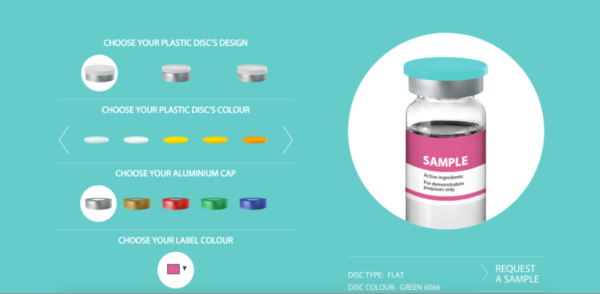 CHOOSE YOUR PLASTIC DISC'S DESIGN
CHOOSE YOUR PLASTIC DISC'S COLOUR
CHOOSE YOUR ALUMINIUM CAP
CHOOSE YOUR LABEL COLOUR
SAMPLE
Active ingredients
For demonstration
purposes only.
DISC TYPE: FLAT
DISC COLOUR: GREEN 6066
REQUEST
A SAMPLE